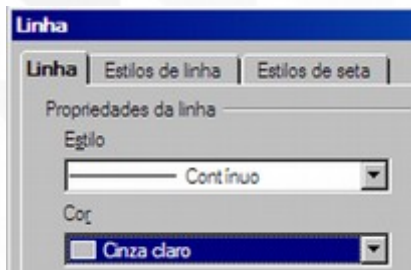 Linha
Linha Estilos de linha Estilos de seta
Propriedades da linha
Estilo
Contínuo
Cor
Cinza claro